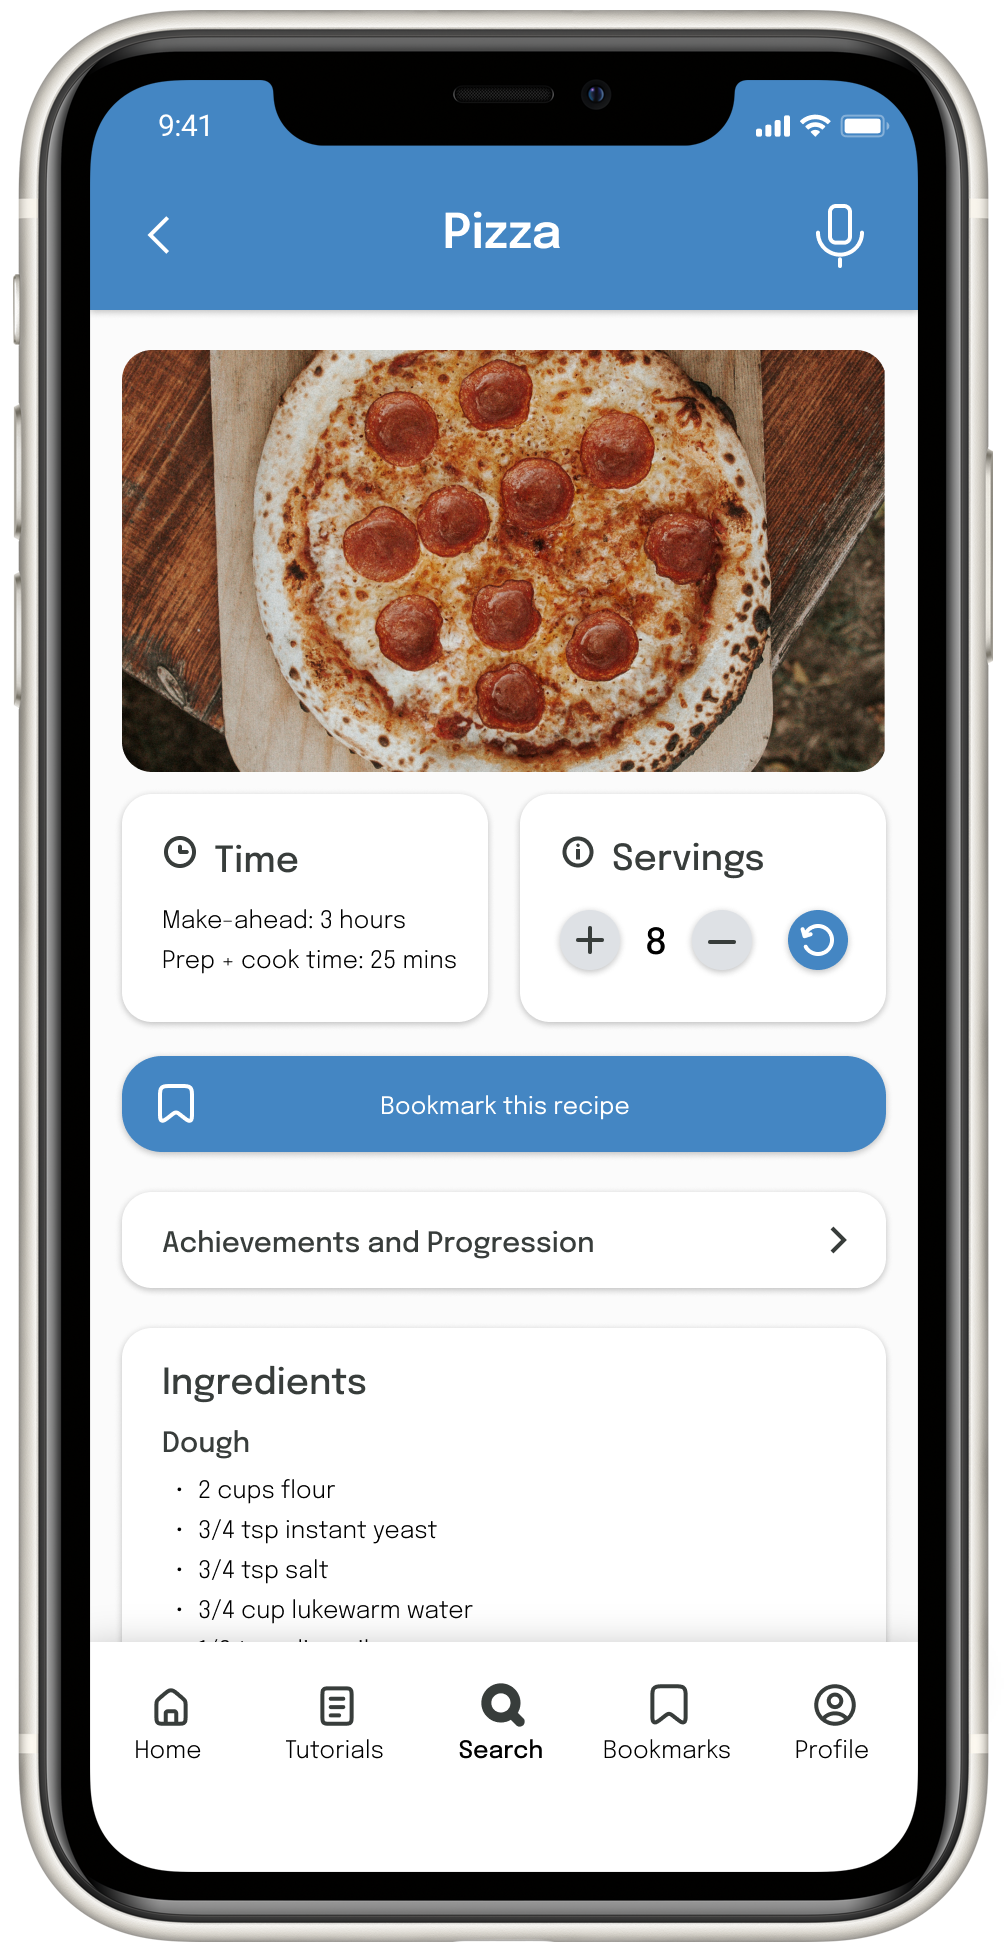 9:41
Pizza
Time
Make-ahead: 3 hours
Prep + cook time: 25 mins
Servings
8
Bookmark this recipe
Achievements and Progression
Ingredients
Dough
• 2 cups flour
• 3/4 tsp instant yeast
• 3/4 tsp salt
• 3/4 cup lukewarm water
Home
Tutorials
Search
Bookmarks
Profile